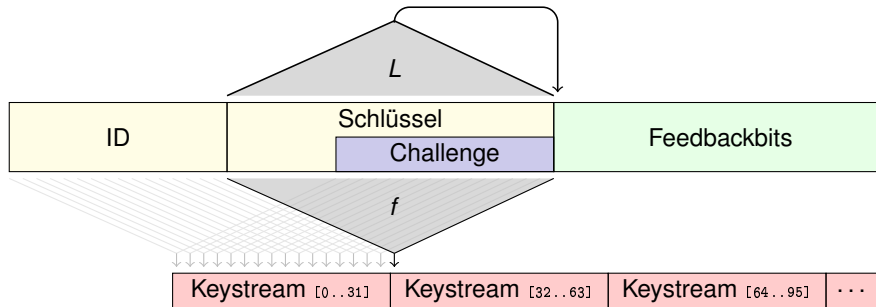 L
ID
Schlüssel
Challenge
Feedbackbits
f
Keystream [0..31] Keystream [32..63] Keystream [64..95] ...